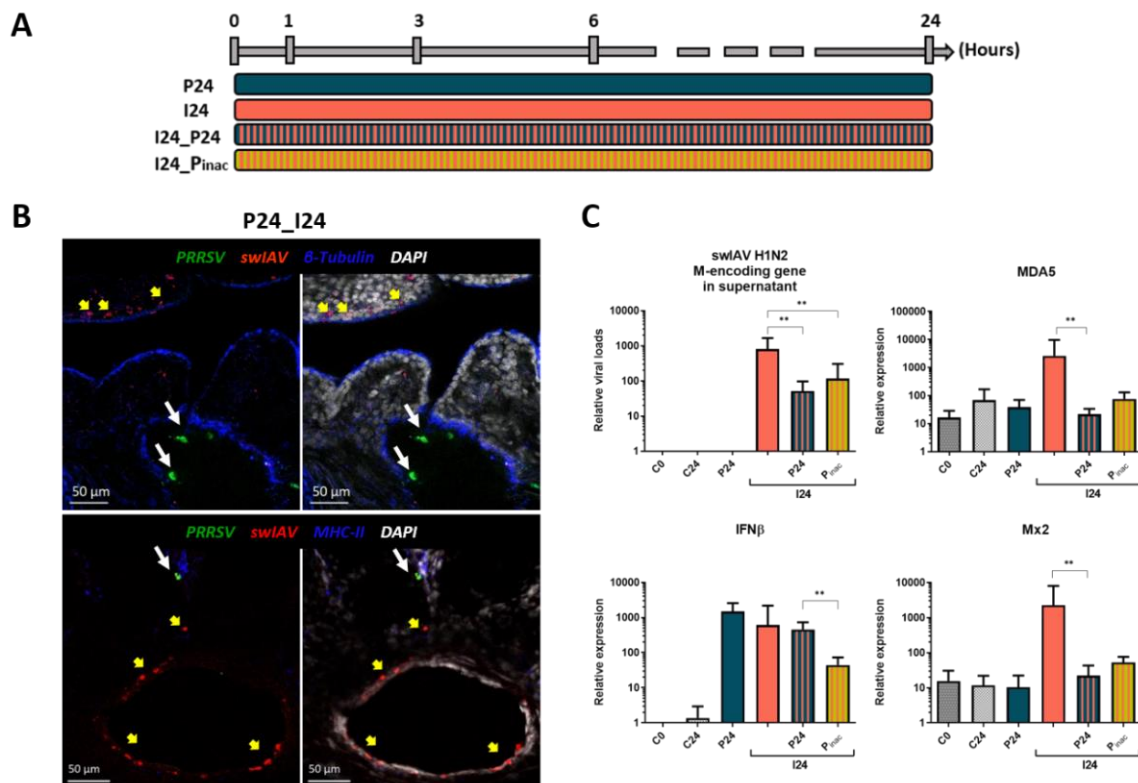 A
0 1 3 6 24
(Hours)
P24
I24
I24_P24
I24_Pinac
B
P24_I24
PRRSV swIAV β-Tubulin DAPI
50 µm
50 µm
PRRSV swIAV MHC-II DAPI
50 µm
50 µm
C
swIAV H1N2
M-encoding gene
in supernatant
Relative viral loads
10000
1000
100
10
1
**
**
C0 C24 P24 P24 Pinac
I24
MDA5
Relative expression
10000
1000
100
10
1
**
C0 C24 P24 P24 Pinac
I24
IFNβ
Relative expression
10000
1000
100
10
1
**
C0 C24 P24 P24 Pinac
I24
Mx2
Relative expression
10000
1000
100
10
1
**
C0 C24 P24 P24 Pinac
I24